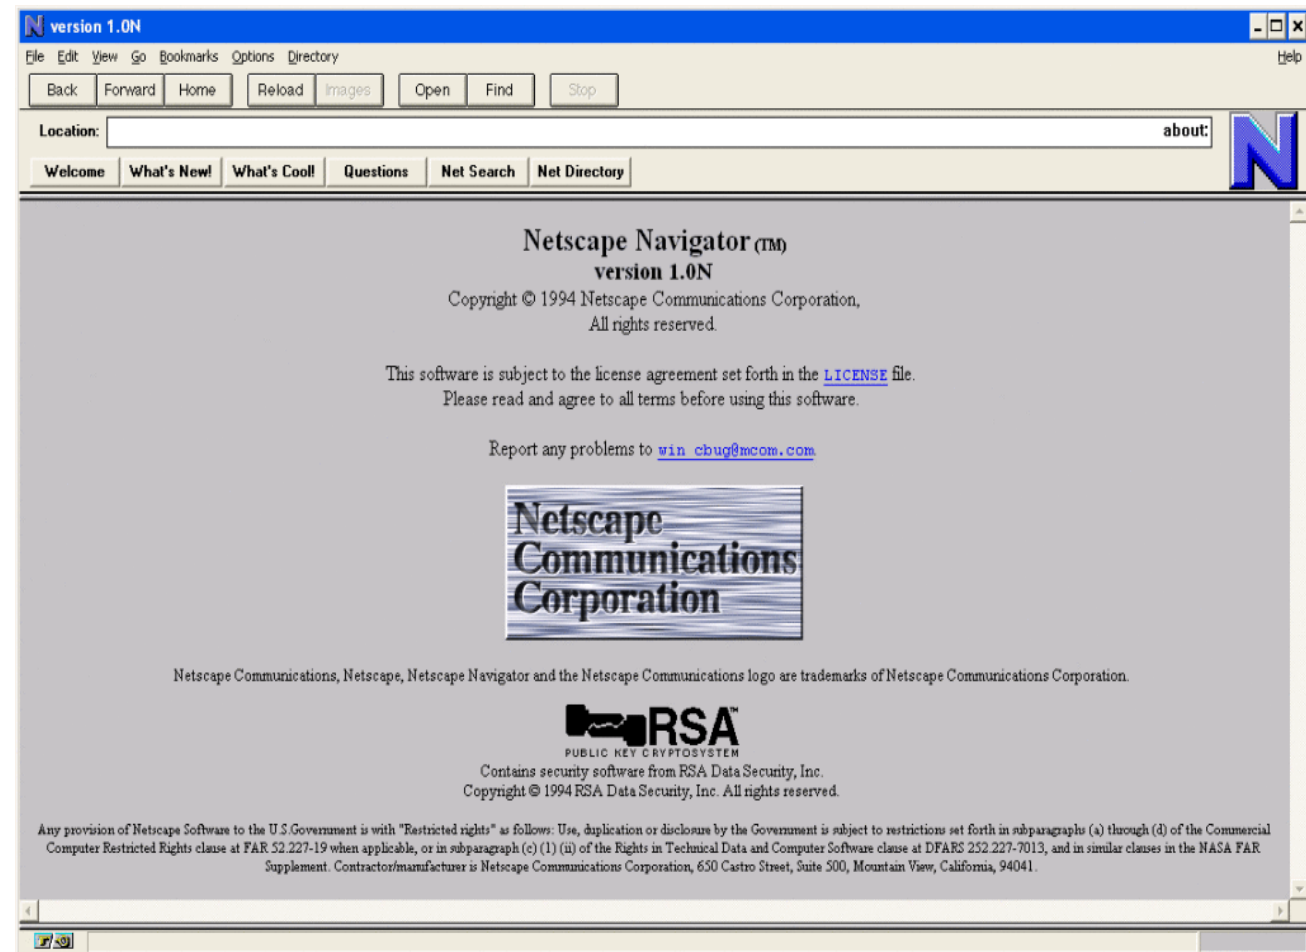 version 1.0N
File Edit View Go Bookmarks Options Directory Help
Back Forward Home Reload Images Open Find Stop
Location: about:
Welcome What's New! What's Cool! Questions Net Search Net Directory
Netscape Navigator (TM)
version 1.0N
Copyright © 1994 Netscape Communications Corporation,
All rights reserved.
This software is subject to the license agreement set forth in the LICENSE file.
Please read and agree to all terms before using this software.
Report any problems to win_cbug@mcom.com.
Netscape
Communications
Corporation
Netscape Communications, Netscape, Netscape Navigator and the Netscape Communications logo are trademarks of Netscape Communications Corporation.
RSA™
PUBLIC KEY CRYPTOSYSTEM
Contains security software from RSA Data Security, Inc.
Copyright © 1994 RSA Data Security, Inc. All rights reserved.
Any provision of Netscape Software to the U.S.Government is with "Restricted rights" as follows: Use, duplication or disclosure by the Government is subject to restrictions set forth in subparagraphs (a) through (d) of the Commercial
Computer Restricted Rights clause at FAR 52.227-19 when applicable, or in subparagraph (c) (1) (ii) of the Rights in Technical Data and Computer Software clause at DFARS 252.227-7013, and in similar clauses in the NASA FAR
Supplement. Contractor/manufacturer is Netscape Communications Corporation, 650 Castro Street, Suite 500, Mountain View, California, 94041.